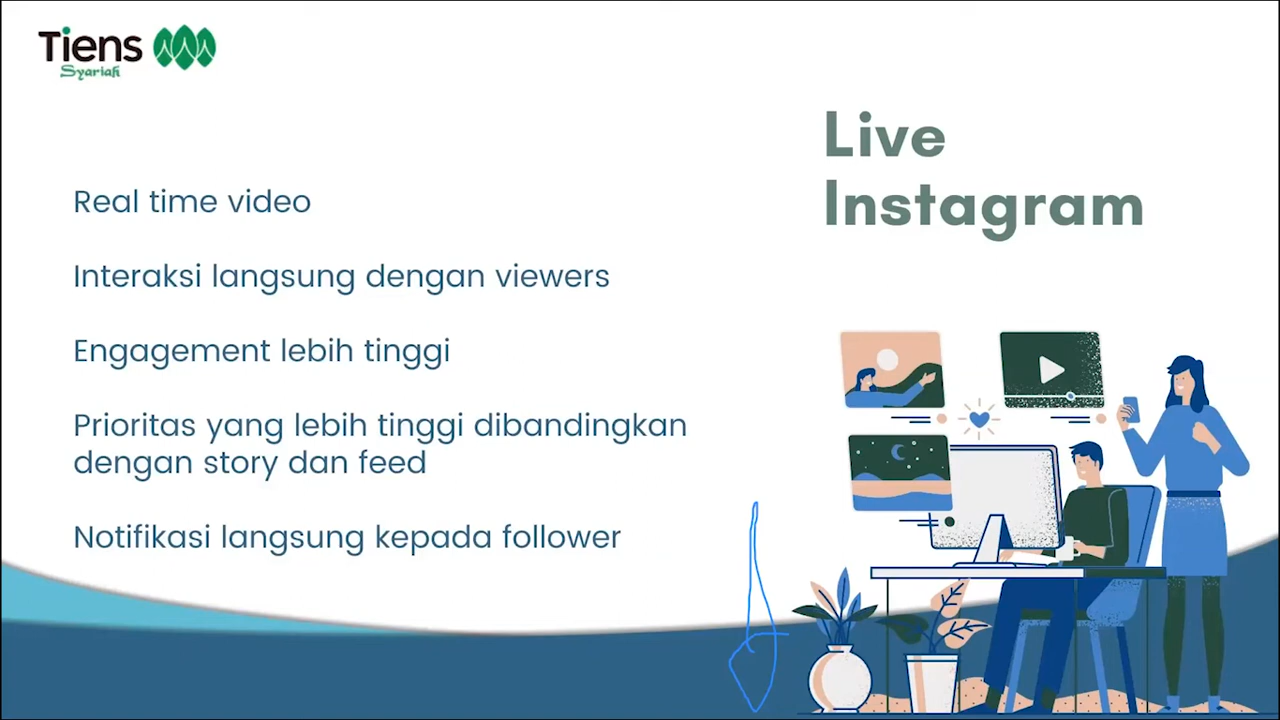 Tiens
Syariah
Live
Instagram
Real time video
Interaksi langsung dengan viewers
Engagement lebih tinggi
Prioritas yang lebih tinggi dibandingkan
dengan story dan feed
Notifikasi langsung kepada follower